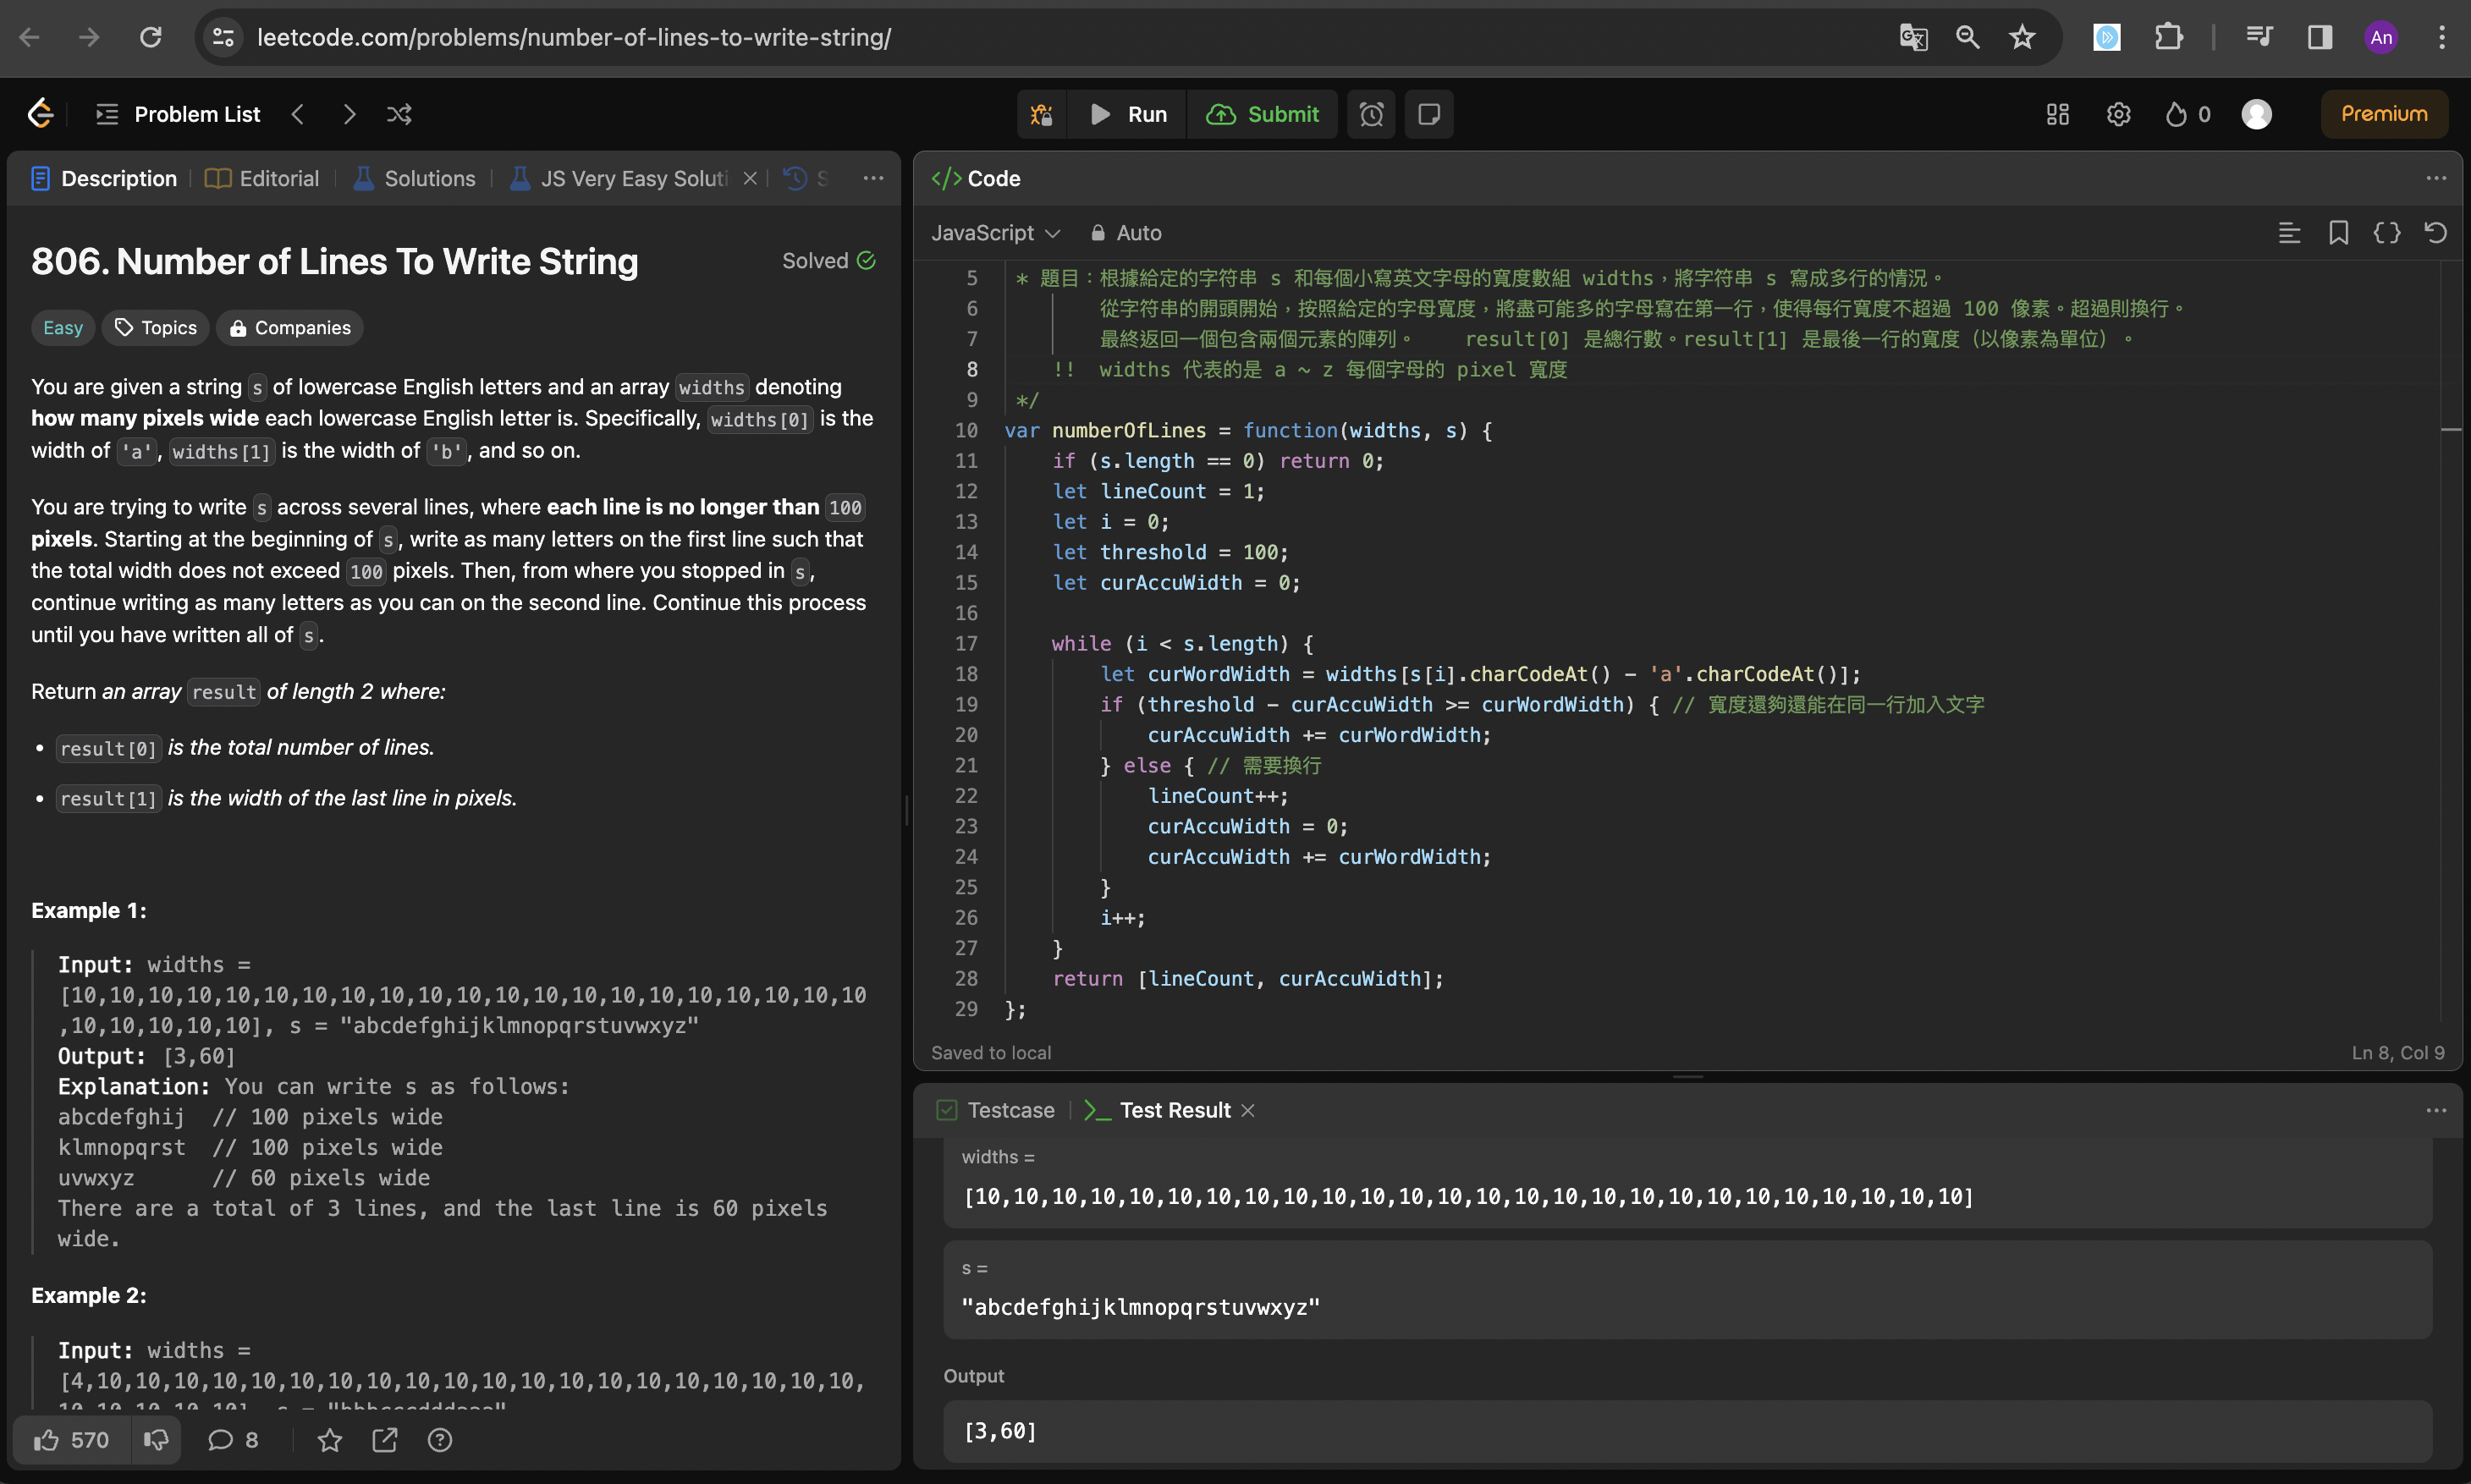 leetcode.com/problems/number-of-lines-to-write-string/
An
Problem List
Run
Submit
0
Premium
Description
Editorial
Solutions
JS Very Easy Soluti
S
806. Number of Lines To Write String
Solved
Easy
Topics
Companies
You are given a string s of lowercase English letters and an array widths denoting
how many pixels wide each lowercase English letter is. Specifically, widths[0] is the
width of 'a', widths[1] is the width of 'b', and so on.
You are trying to write s across several lines, where each line is no longer than 100
pixels. Starting at the beginning of s, write as many letters on the first line such that
the total width does not exceed 100 pixels. Then, from where you stopped in s,
continue writing as many letters as you can on the second line. Continue this process
until you have written all of s.
Return an array result of length 2 where:
• result[0] is the total number of lines.
• result[1] is the width of the last line in pixels.
Example 1:
Input: widths =
[10,10,10,10,10,10,10,10,10,10,10,10,10,10,10,10,10,10,10,10,10
,10,10,10,10,10], s = "abcdefghijklmnopqrstuvwxyz"
Output: [3,60]
Explanation: You can write s as follows:
abcdefghij // 100 pixels wide
klmnopqrst // 100 pixels wide
uvwxyz // 60 pixels wide
There are a total of 3 lines, and the last line is 60 pixels
wide.
Example 2:
Input: widths =
[4,10,10,10,10,10,10,10,10,10,10,10,10,10,10,10,10,10,10,10,10,
10,10,10,10,10], s = "bbbcccdddaaa"
570
8
Code
JavaScript
Auto
5 * 題目：根據給定的字符串 s 和每個小寫英文字母的寬度數組 widths，將字符串 s 寫成多行的情況。
6 從字符串的開頭開始，按照給定的字母寬度，將盡可能多的字母寫在第一行，使得每行寬度不超過 100 像素。超過則換行。
7 最終返回一個包含兩個元素的陣列。 result[0] 是總行數。result[1] 是最後一行的寬度（以像素為單位）。
8 !! widths 代表的是 a ~ z 每個字母的 pixel 寬度
9 */
10 var numberOfLines = function(widths, s) {
11 if (s.length == 0) return 0;
12 let lineCount = 1;
13 let i = 0;
14 let threshold = 100;
15 let curAccuWidth = 0;
16
17 while (i < s.length) {
18 let curWordWidth = widths[s[i].charCodeAt() - 'a'.charCodeAt()];
19 if (threshold - curAccuWidth >= curWordWidth) { // 寬度還夠還能在同一行加入文字
20 curAccuWidth += curWordWidth;
21 } else { // 需要換行
22 lineCount++;
23 curAccuWidth = 0;
24 curAccuWidth += curWordWidth;
25 }
26 i++;
27 }
28 return [lineCount, curAccuWidth];
29 };
Saved to local
Ln 8, Col 9
Testcase
Test Result
widths =
[10,10,10,10,10,10,10,10,10,10,10,10,10,10,10,10,10,10,10,10,10,10,10,10,10,10]
s =
"abcdefghijklmnopqrstuvwxyz"
Output
[3,60]